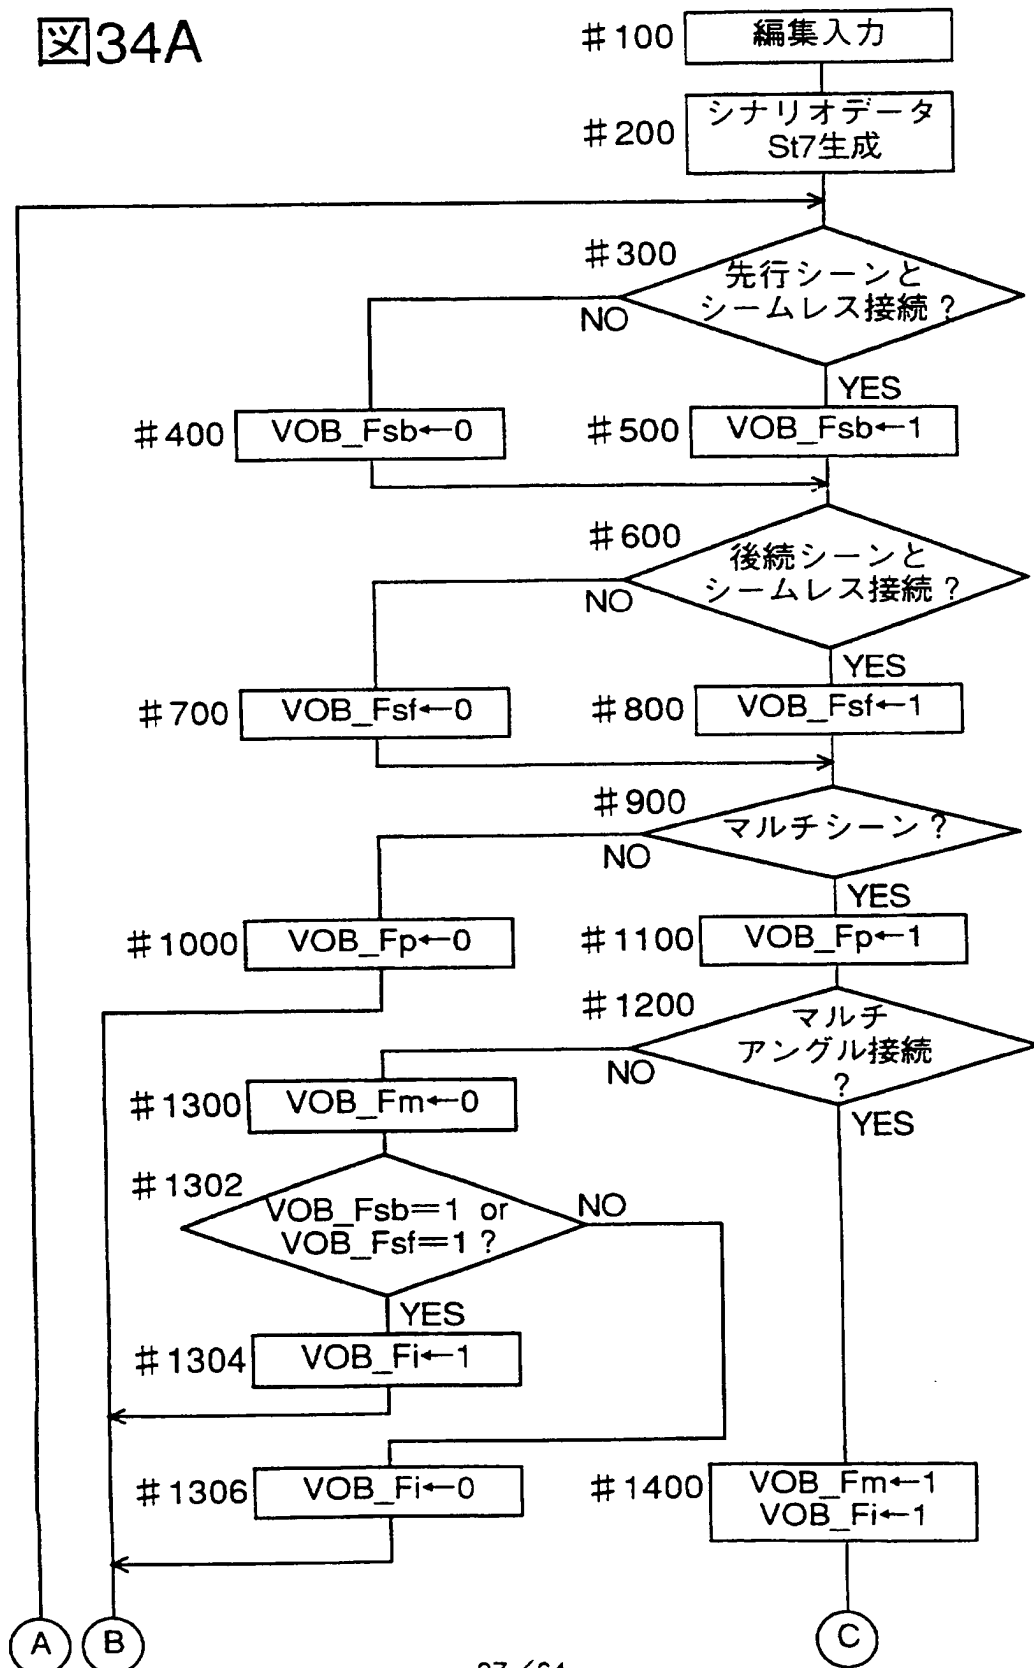 図34A
#100 編集入力
#200 シナリオデータ
St7生成
#300
先行シーンと
シームレス接続?
NO
YES
#400 VOB_Fsb←0
#500 VOB_Fsb←1
#600
後続シーンと
シームレス接続?
NO
YES
#700 VOB_Fsf←0
#800 VOB_Fsf←1
#900
マルチシーン?
NO
YES
#1000 VOB_Fp←0
#1100 VOB_Fp←1
#1200
マルチ
アングル接続
?
NO
YES
#1300 VOB_Fm←0
#1302
VOB_Fsb=1 or
VOB_Fsf=1 ?
NO
YES
#1304 VOB_Fi←1
#1306 VOB_Fi←0
#1400 VOB_Fm←1
VOB_Fi←1
A
B
C